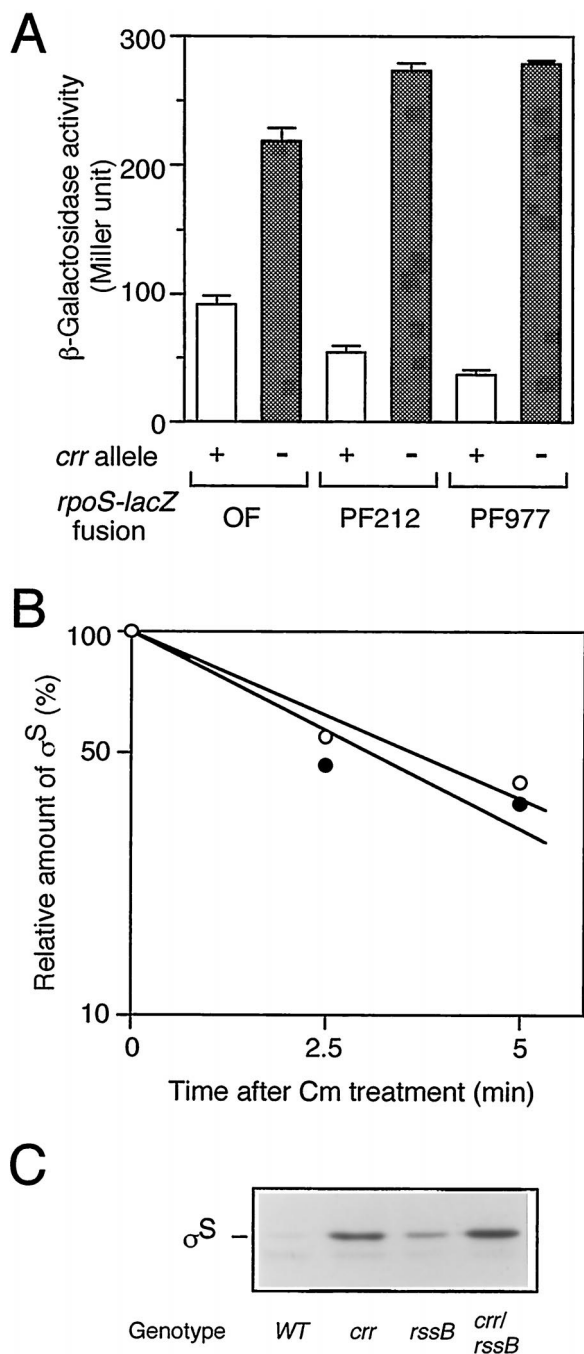 A
β-Galactosidase activity
(Miller unit)
300
200
100
0
crr allele
+ - + - + -
rpoS-lacZ
fusion
OF PF212 PF977
B
Relative amount of σS (%)
100
50
10
0 2.5 5
Time after Cm treatment (min)
C
σS –
Genotype WT crr rssB crr/
rssB